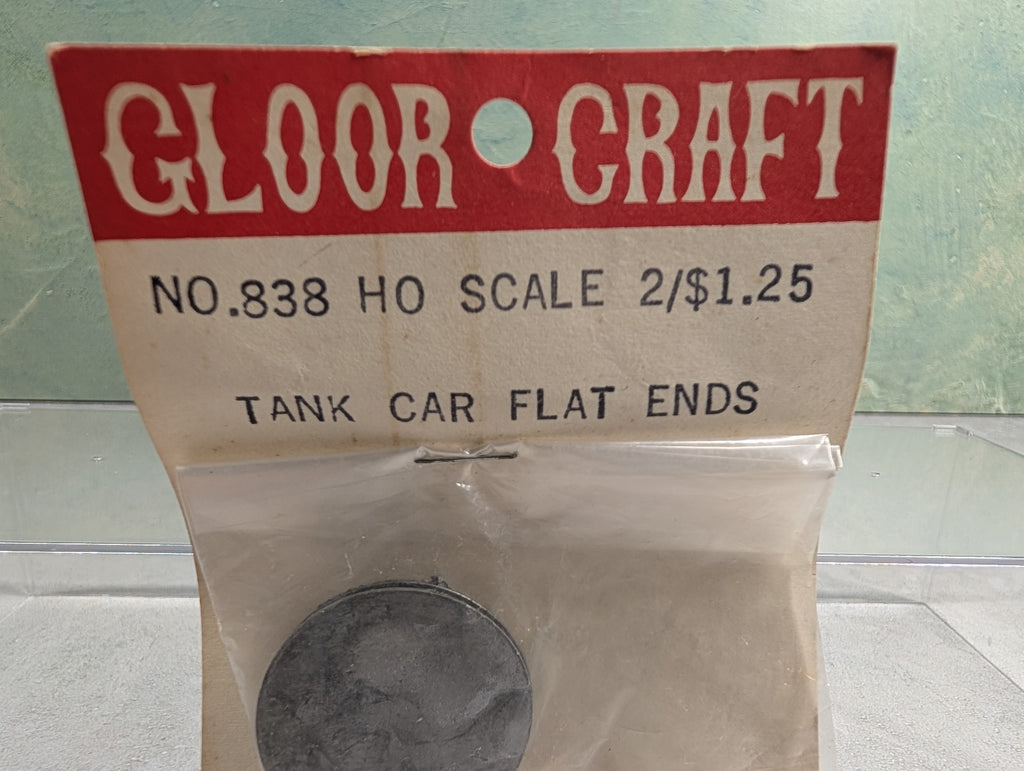 GLOOR CRAFT
NO.838 HO SCALE 2/$1.25
TANK CAR FLAT ENDS